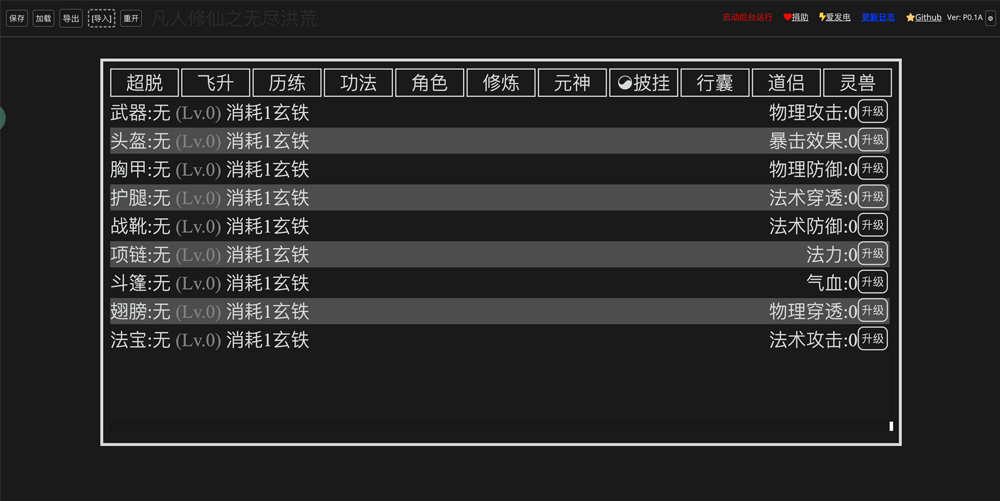 保存 加载 导出 [导入] 重开 凡人修仙之无尽洪荒 启动后台运行 捐助 爱发电 更新日志 Github Ver: P0.1A
超脱 飞升 历练 功法 角色 修炼 元神 披挂 行囊 道侣 灵兽
武器:无 (Lv.0) 消耗1玄铁 物理攻击:0 升级
头盔:无 (Lv.0) 消耗1玄铁 暴击效果:0 升级
胸甲:无 (Lv.0) 消耗1玄铁 物理防御:0 升级
护腿:无 (Lv.0) 消耗1玄铁 法术穿透:0 升级
战靴:无 (Lv.0) 消耗1玄铁 法术防御:0 升级
项链:无 (Lv.0) 消耗1玄铁 法力:0 升级
斗篷:无 (Lv.0) 消耗1玄铁 气血:0 升级
翅膀:无 (Lv.0) 消耗1玄铁 物理穿透:0 升级
法宝:无 (Lv.0) 消耗1玄铁 法术攻击:0 升级